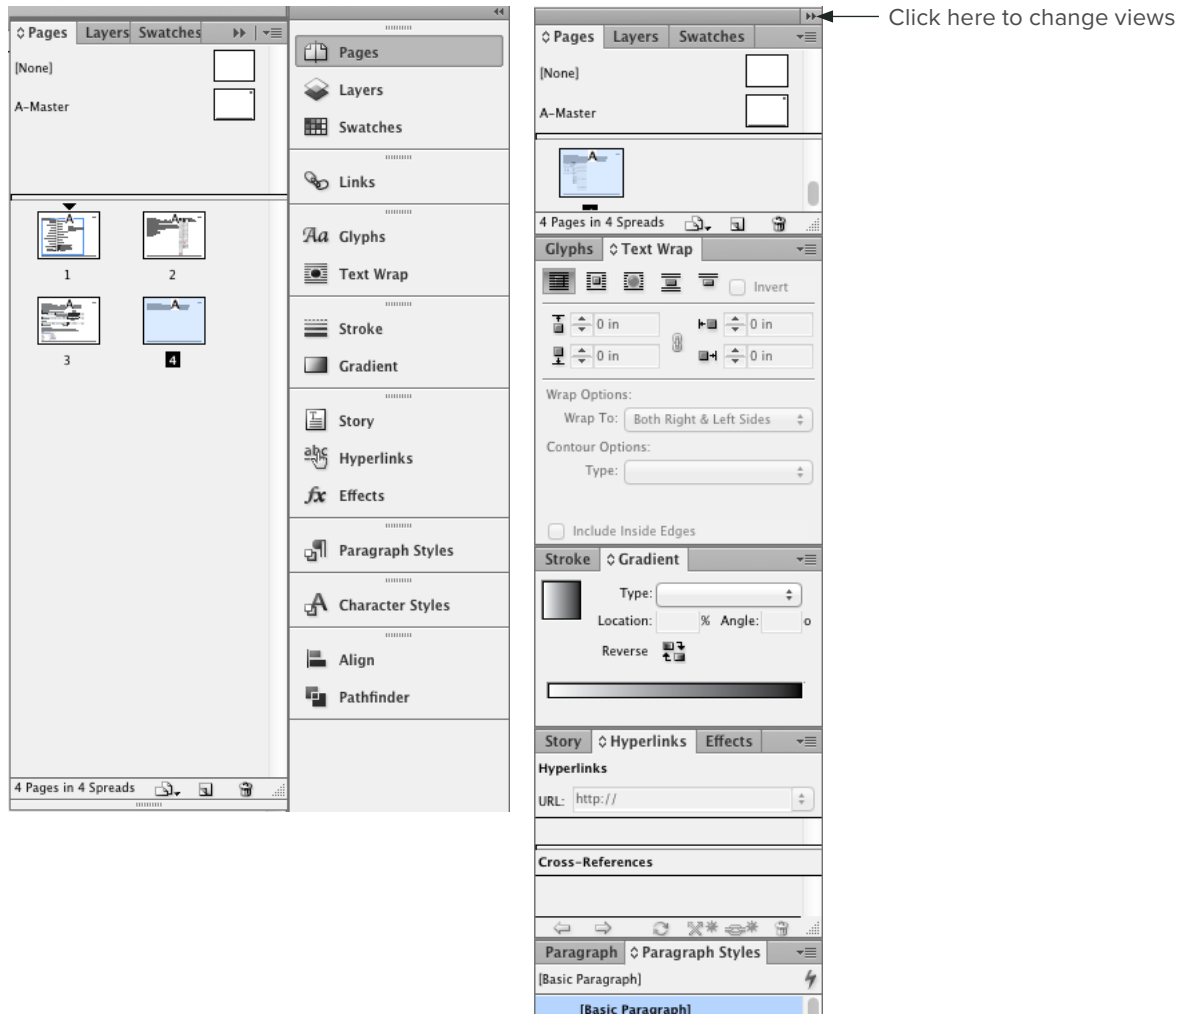 Pages Layers Swatches
[None]
A-Master
A
A
1
2
A
A
3
4
4 Pages in 4 Spreads
Pages
Layers
Swatches
Links
Aa Glyphs
Text Wrap
Stroke
Gradient
Story
abc Hyperlinks
fx Effects
Paragraph Styles
A Character Styles
Align
Pathfinder
Click here to change views
Pages Layers Swatches
[None]
A-Master
A
4 Pages in 4 Spreads
Glyphs Text Wrap
Invert
0 in 0 in
0 in 0 in
Wrap Options:
Wrap To: Both Right & Left Sides
Contour Options:
Type:
Include Inside Edges
Stroke Gradient
Type:
Location: % Angle: o
Reverse
Story Hyperlinks Effects
Hyperlinks
URL: http://
Cross-References
Paragraph Paragraph Styles
[Basic Paragraph]
[Basic Paragraph]